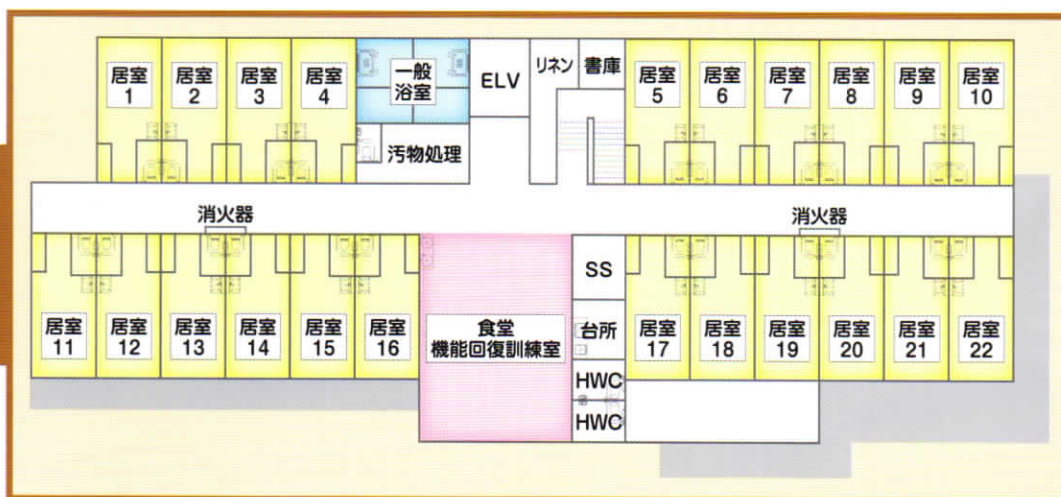 居室
1
居室
2
居室
3
居室
4
一般
浴室
ELV
リネン
書庫
居室
5
居室
6
居室
7
居室
8
居室
9
居室
10
汚物処理
消火器
消火器
居室
11
居室
12
居室
13
居室
14
居室
15
居室
16
食堂
機能回復訓練室
SS
台所
HWC
HWC
居室
17
居室
18
居室
19
居室
20
居室
21
居室
22